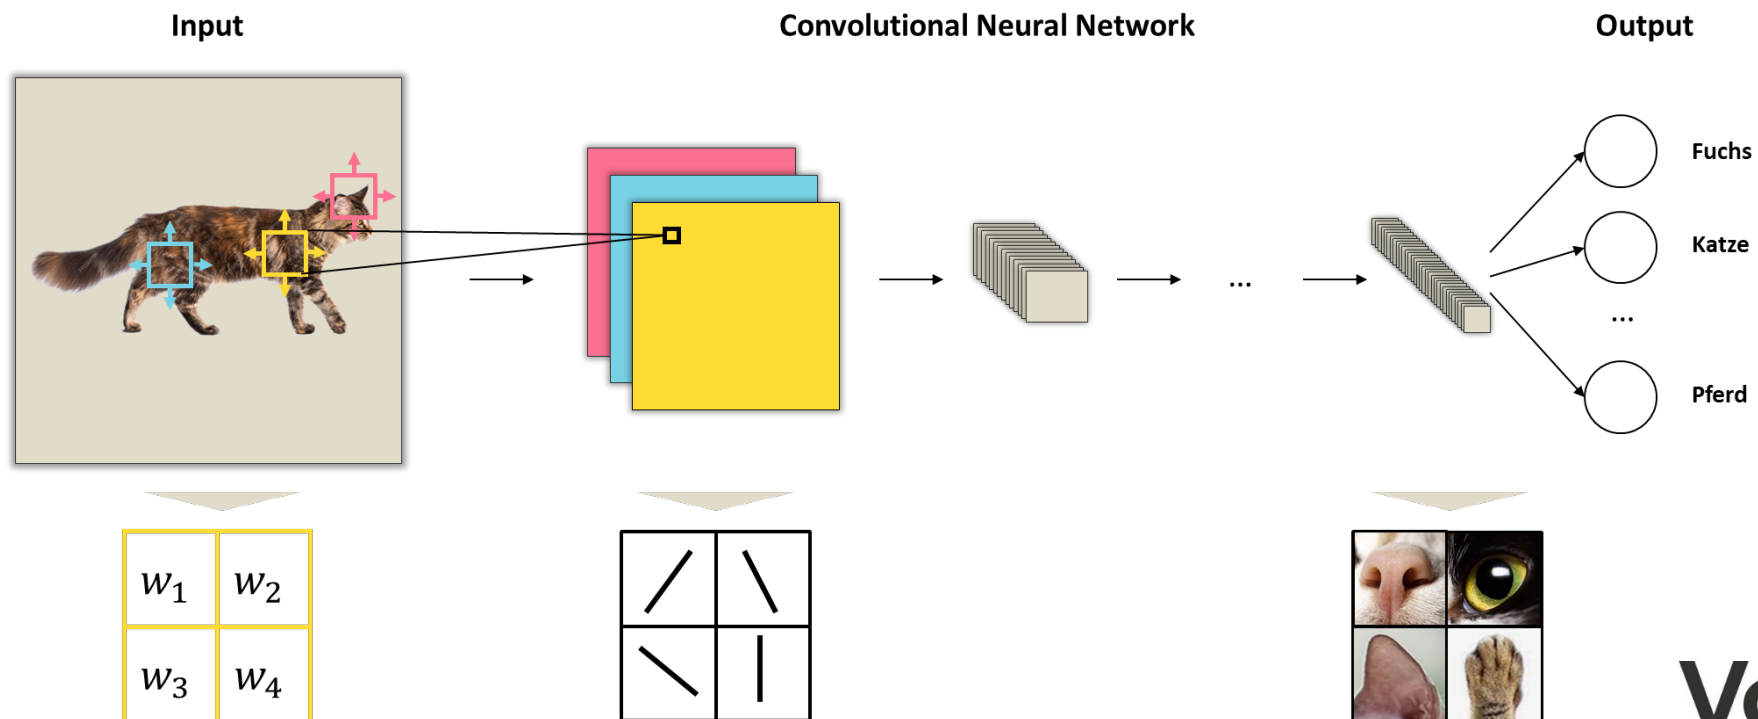 Input
Convolutional Neural Network
Output
Fuchs
Katze
...
...
Pferd
w₁ w₂
w₃ w₄